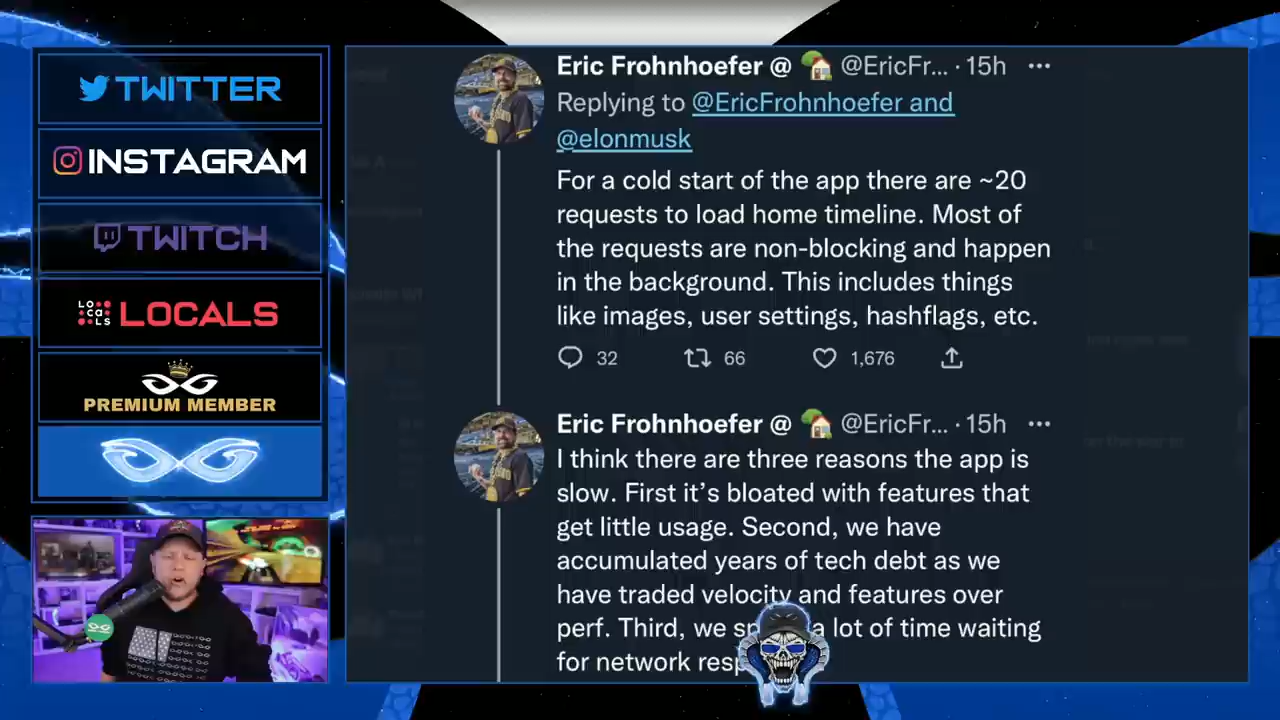 TWITTER
INSTAGRAM
TWITCH
LOCALS
LOCALS
PREMIUM MEMBER
Eric Frohnhoefer @ 🏡 @EricFr... · 15h
Replying to @EricFrohnhoefer and
@elonmusk
For a cold start of the app there are ~20
requests to load home timeline. Most of
the requests are non-blocking and happen
in the background. This includes things
like images, user settings, hashflags, etc.
32 66 1,676
Eric Frohnhoefer @ 🏡 @EricFr... · 15h
I think there are three reasons the app is
slow. First it's bloated with features that
get little usage. Second, we have
accumulated years of tech debt as we
have traded velocity and features over
perf. Third, we a lot of time waiting
for network